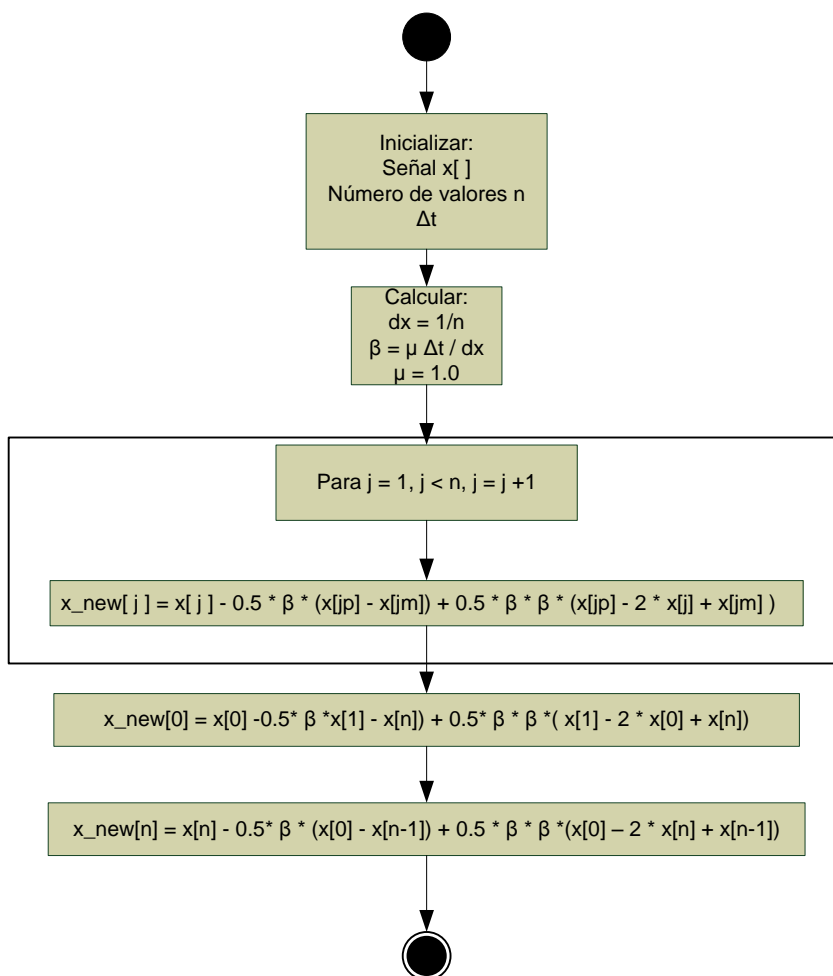 Inicializar:
Señal x[ ]
Número de valores n
Δt
Calcular:
dx = 1/n
β = μ Δt / dx
μ = 1.0
Para j = 1, j < n, j = j +1
x_new[ j ] = x[ j ] - 0.5 * β * (x[jp] - x[jm]) + 0.5 * β * β * (x[jp] - 2 * x[j] + x[jm] )
x_new[0] = x[0] -0.5* β *x[1] - x[n]) + 0.5* β * β *( x[1] - 2 * x[0] + x[n])
x_new[n] = x[n] - 0.5* β * (x[0] - x[n-1]) + 0.5 * β * β *(x[0] – 2 * x[n] + x[n-1])